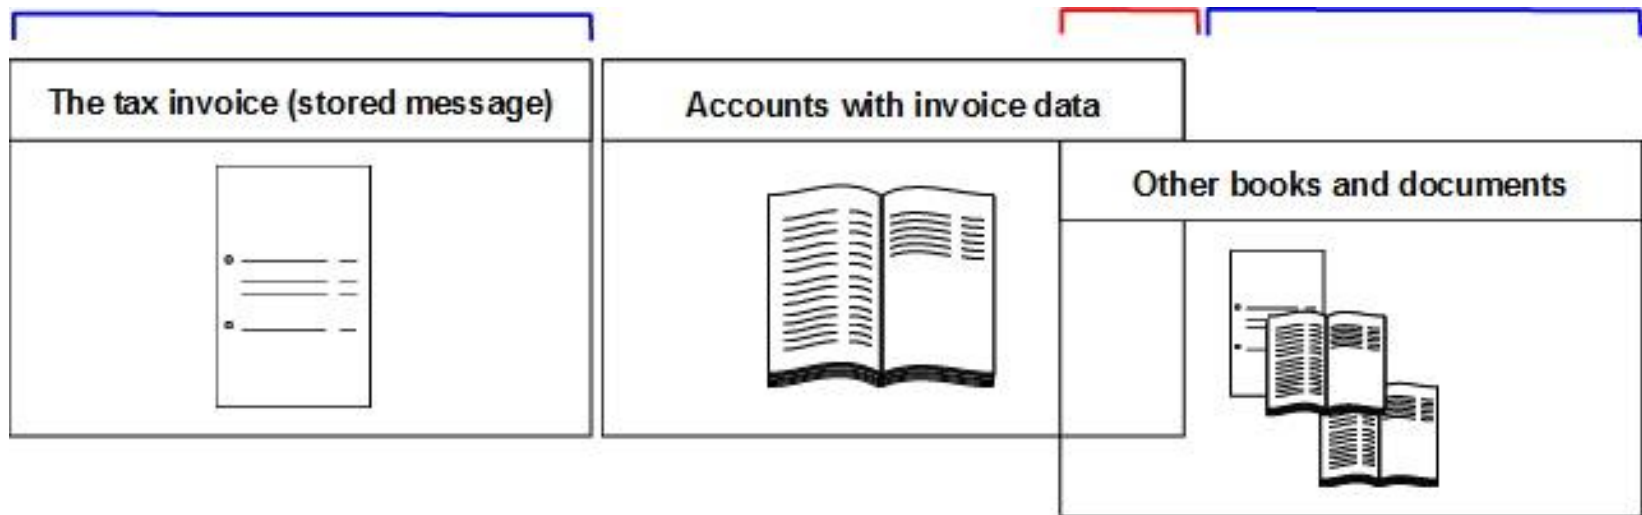 The tax invoice (stored message)
Accounts with invoice data
Other books and documents